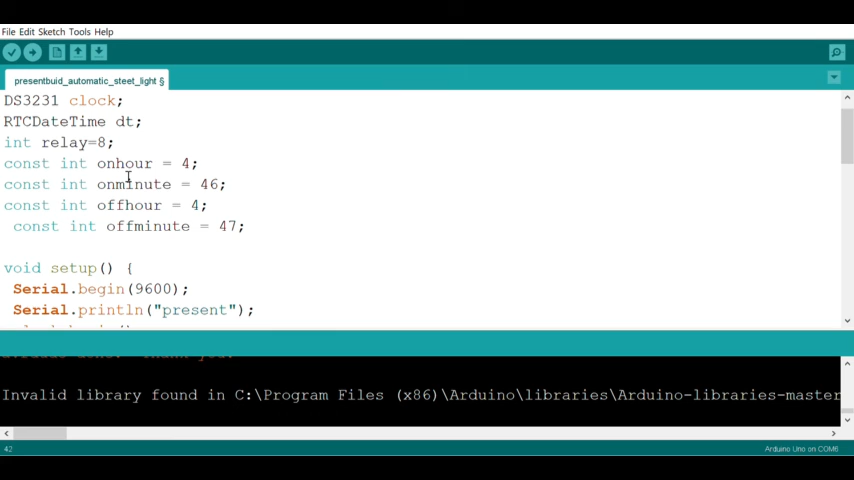 File Edit Sketch Tools Help
presentbuid_automatic_steet_light §
DS3231 clock;
RTCDateTime dt;
int relay=8;
const int onhour = 4;
const int onminute = 46;
const int offhour = 4;
const int offminute = 47;
void setup() {
Serial.begin(9600);
Serial.println("present");
Invalid library found in C:\Program Files (x86)\Arduino\libraries\Arduino-libraries-master
42
Arduino Uno on COM6